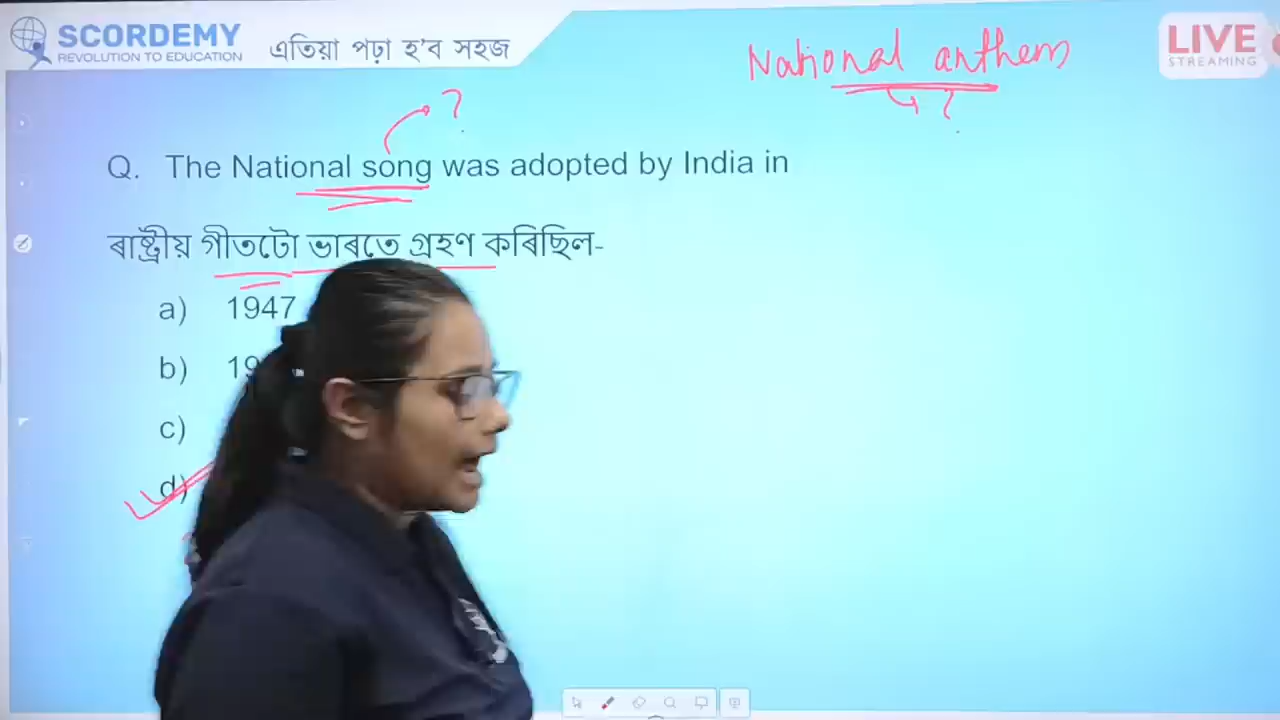 SCORDEMY
REVOLUTION TO EDUCATION
এতিয়া পঢ়া হ'ব সহজ
National anthem
LIVE
STREAMING
?
?
Q. The National song was adopted by India in
ৰাষ্ট্ৰীয় গীতটো ভাৰতে গ্ৰহণ কৰিছিল-
a) 1947
b)
c)
d)